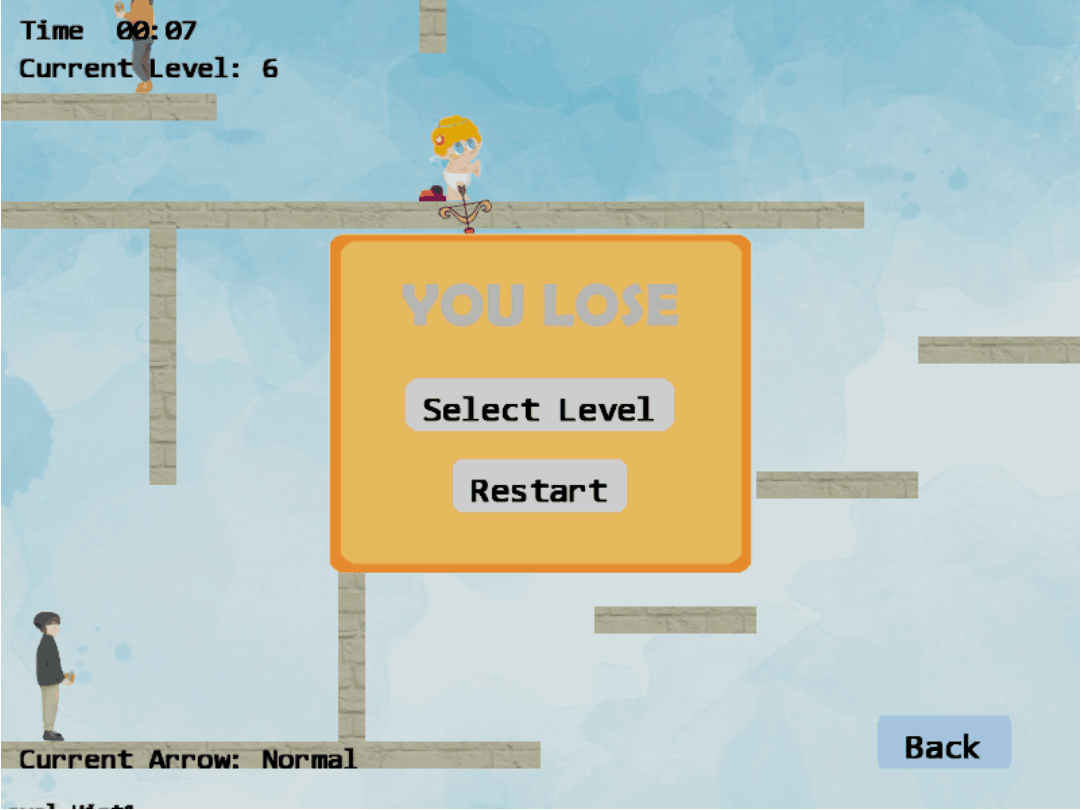 Time 00:07
Current Level: 6
YOU LOSE
Select Level
Restart
Back
Current Arrow: Normal